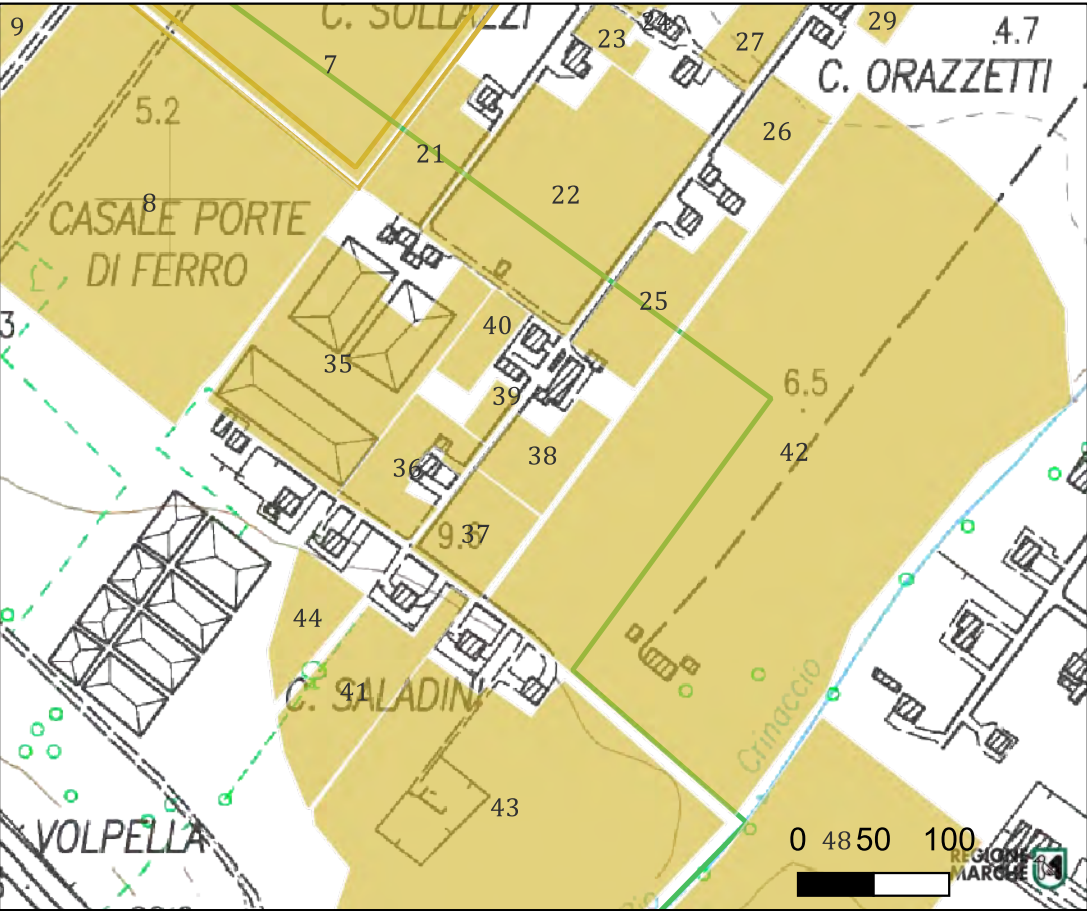 C. SOLLAZZI
9
29
23
24
27
4.7
7
C. ORAZZETTI
5.2
26
21
22
8
CASALE PORTE
DI FERRO
25
3
40
35
6.5
39
42
36
38
9.6
37
44
41
C. SALADINI
Crinaccio
43
VOLPELLA
0 48 50 100
REGIONE
MARCHE